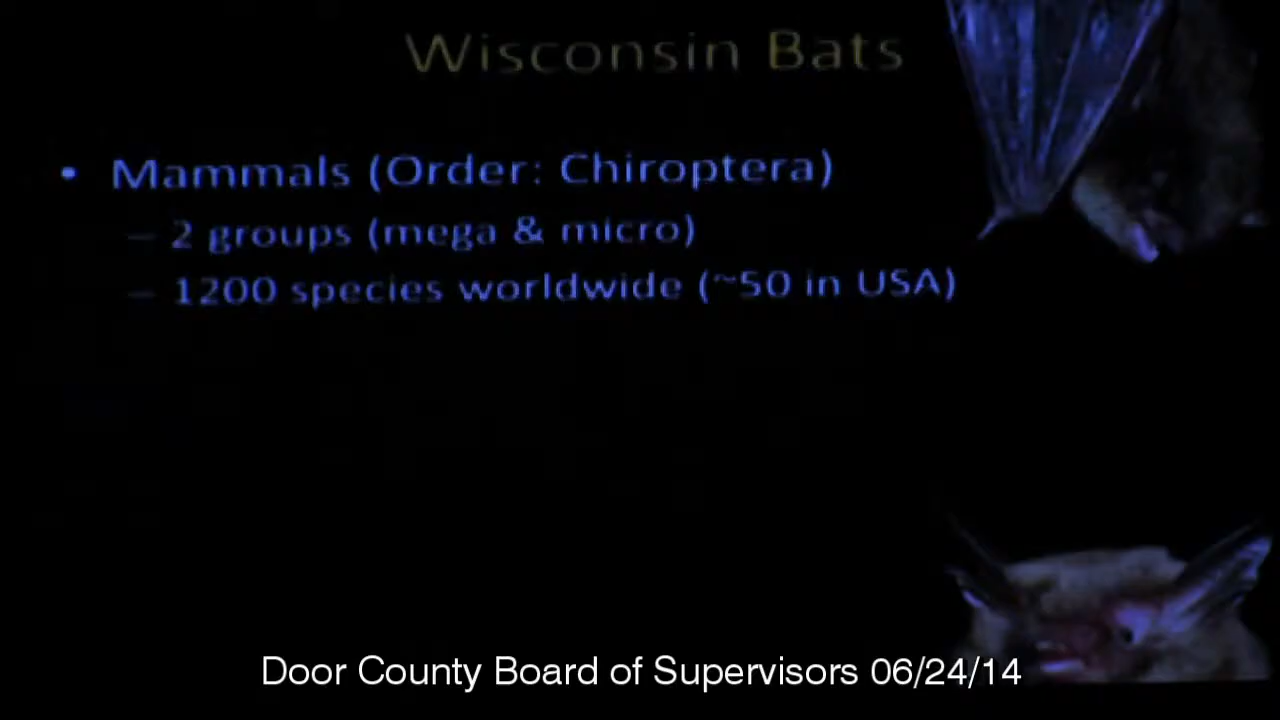 Wisconsin Bats
• Mammals (Order: Chiroptera)
– 2 groups (mega & micro)
– 1200 species worldwide (~50 in USA)
Door County Board of Supervisors 06/24/14